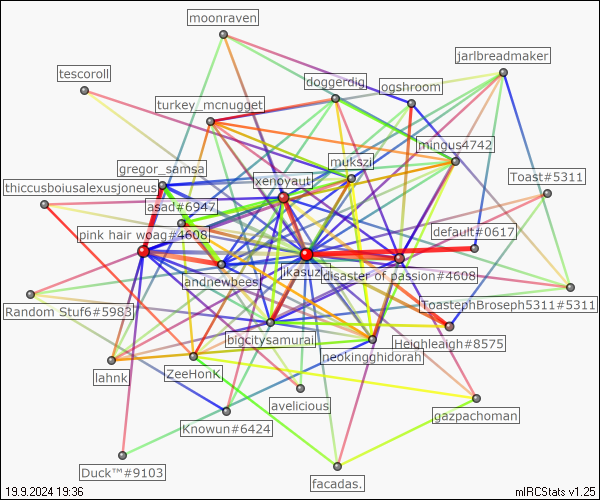 moonraven
jarlbreadmaker
tescoroll
doggerdig
ogshroom
turkey_mcnugget
mingus4742
mukszi
gregor_samsa
xenoyaut
Toast#5311
thiccusboiusalexusjoneus
asad#6947
pink hair woag#4608
default#0617
jkasuz
disaster of passion#4608
andnewbees
ToastephBroseph5311#5311
Random Stuf6#5983
bigcitysamurai
Heighleaigh#8575
neokingghidorah
lahnk
ZeeHonK
avelicious
gazpachoman
Knowun#6424
Duck™#9103
facadas.
19.9.2024 19:36
mIRCStats v1.25